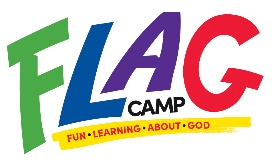 FLAG
CAMP
FUN • LEARNING • ABOUT • GOD